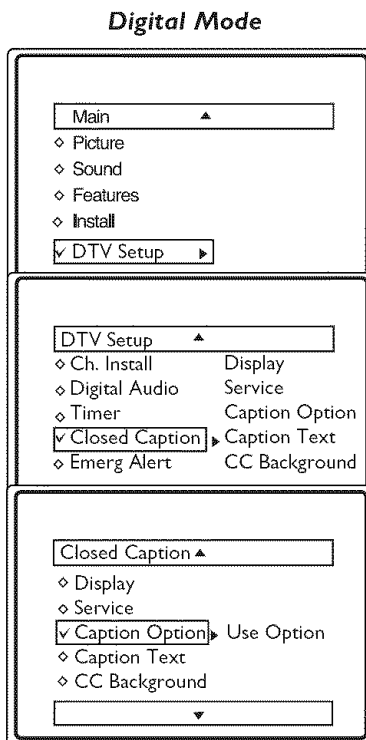 Digital Mode
Main
Picture
Sound
Features
Install
DTV Setup
DTV Setup
Ch. Install Display
Digital Audio Service
Timer Caption Option
Closed Caption Caption Text
Emerg Alert CC Background
Closed Caption
Display
Service
Caption Option Use Option
Caption Text
CC Background